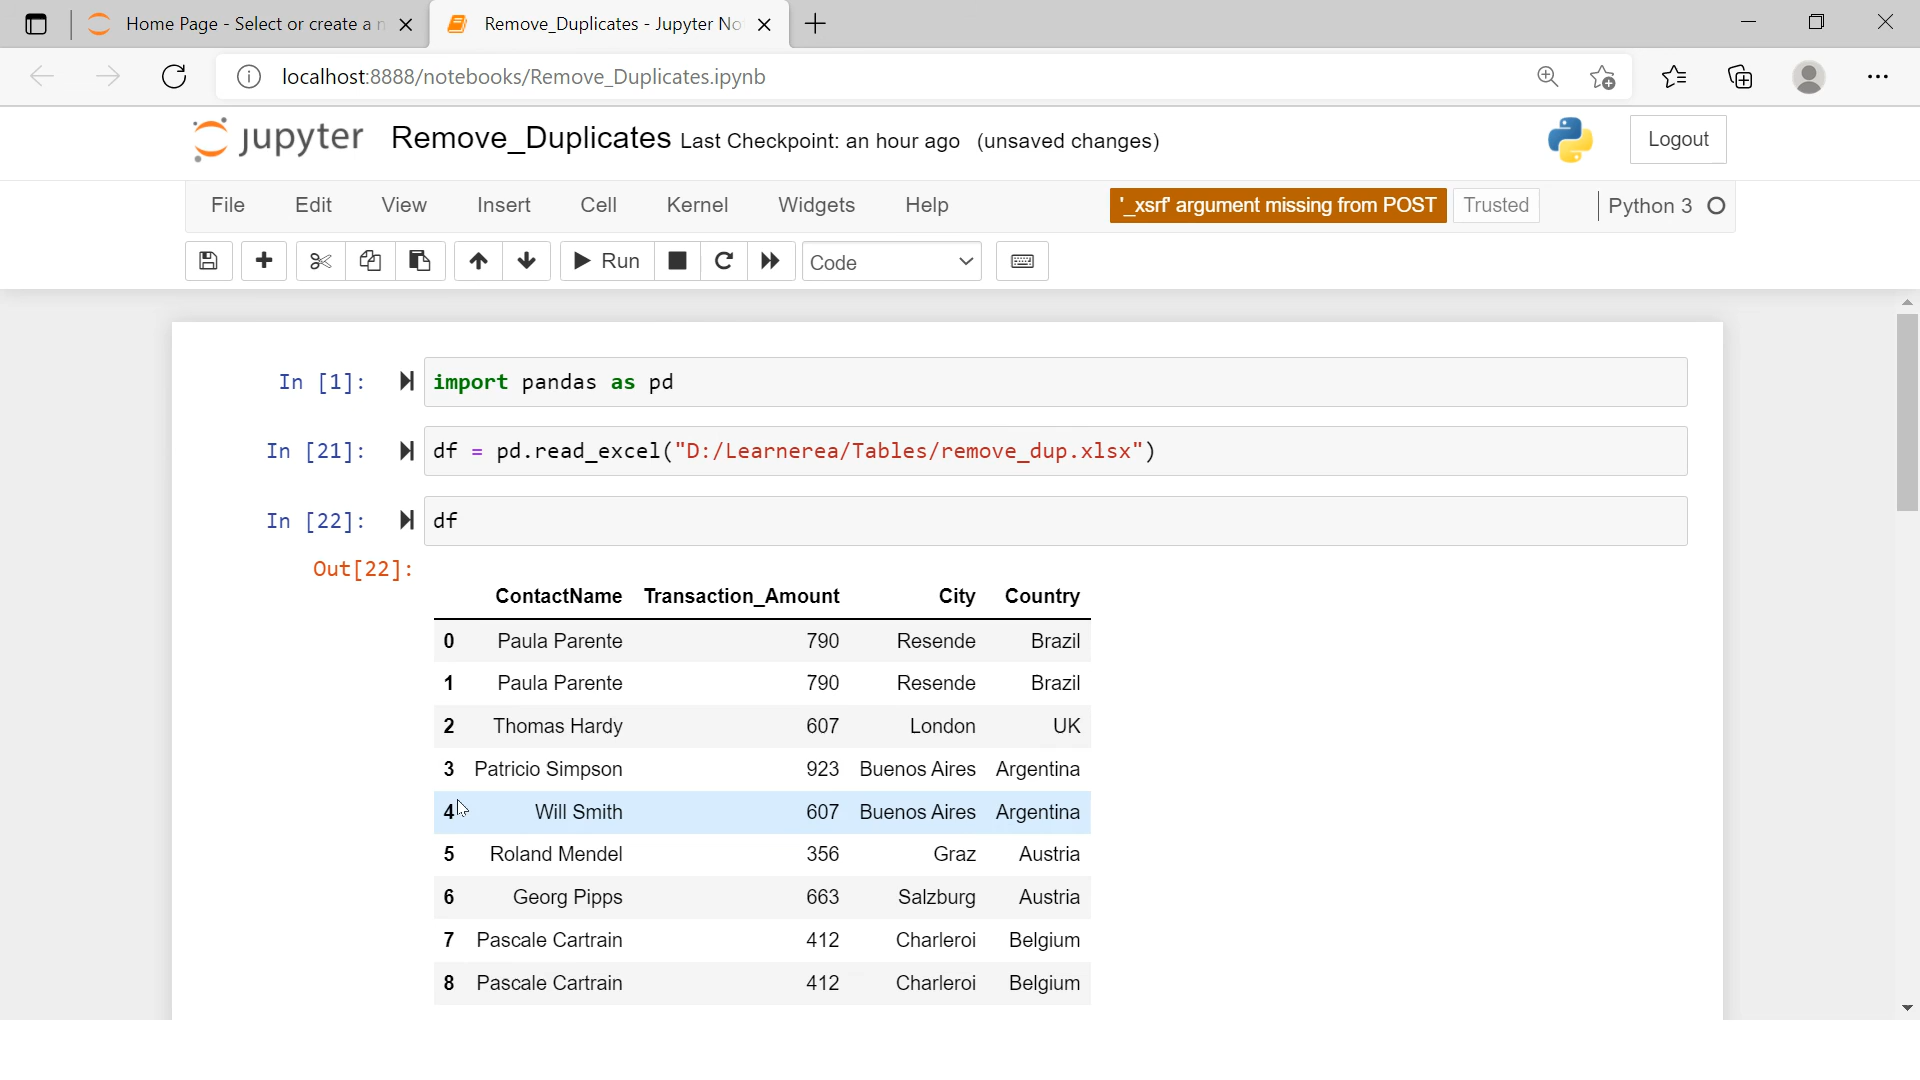 Home Page - Select or create a n
Remove_Duplicates - Jupyter No
localhost:8888/notebooks/Remove_Duplicates.ipynb
jupyter Remove_Duplicates Last Checkpoint: an hour ago (unsaved changes)
Logout
File Edit View Insert Cell Kernel Widgets Help '_xsrf' argument missing from POST Trusted Python 3
Run Code
In [1]: import pandas as pd
In [21]: df = pd.read_excel("D:/Learnerea/Tables/remove_dup.xlsx")
In [22]: df
Out[22]:
ContactName Transaction_Amount City Country
0 Paula Parente 790 Resende Brazil
1 Paula Parente 790 Resende Brazil
2 Thomas Hardy 607 London UK
3 Patricio Simpson 923 Buenos Aires Argentina
4 Will Smith 607 Buenos Aires Argentina
5 Roland Mendel 356 Graz Austria
6 Georg Pipps 663 Salzburg Austria
7 Pascale Cartrain 412 Charleroi Belgium
8 Pascale Cartrain 412 Charleroi Belgium